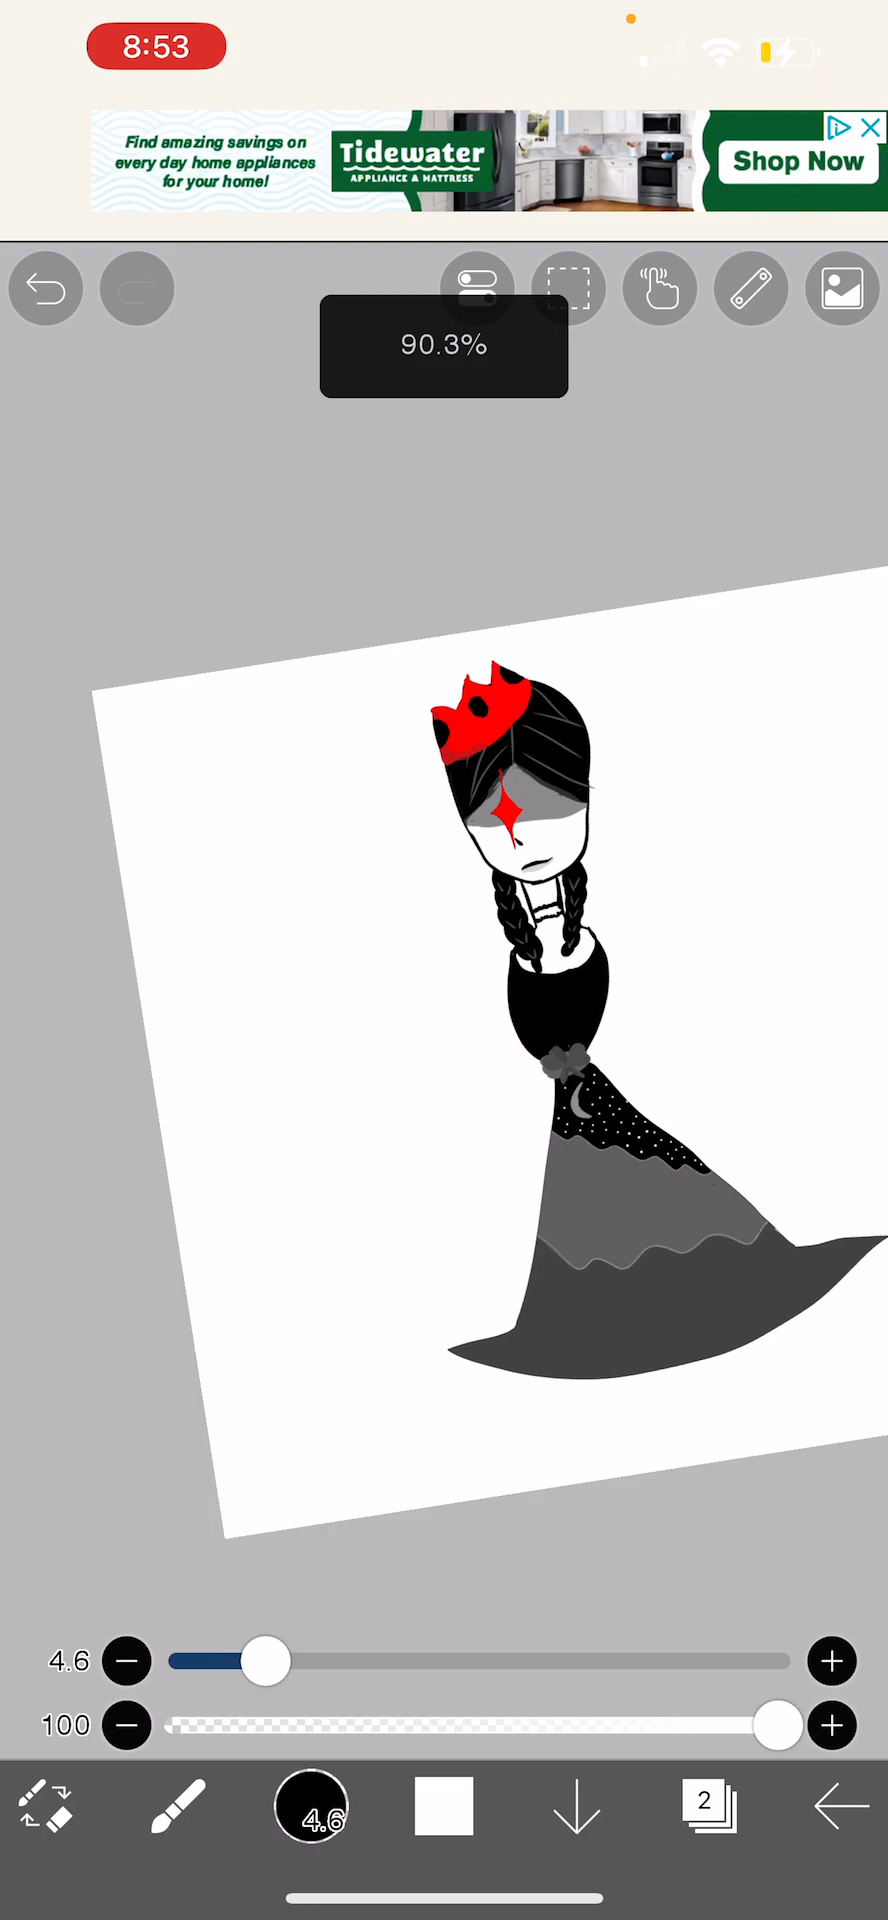 8:53
Find amazing savings on
every day home appliances
for your home!
Tidewater
APPLIANCE & MATTRESS
Shop Now
90.3%
4.6
100
4.6
2